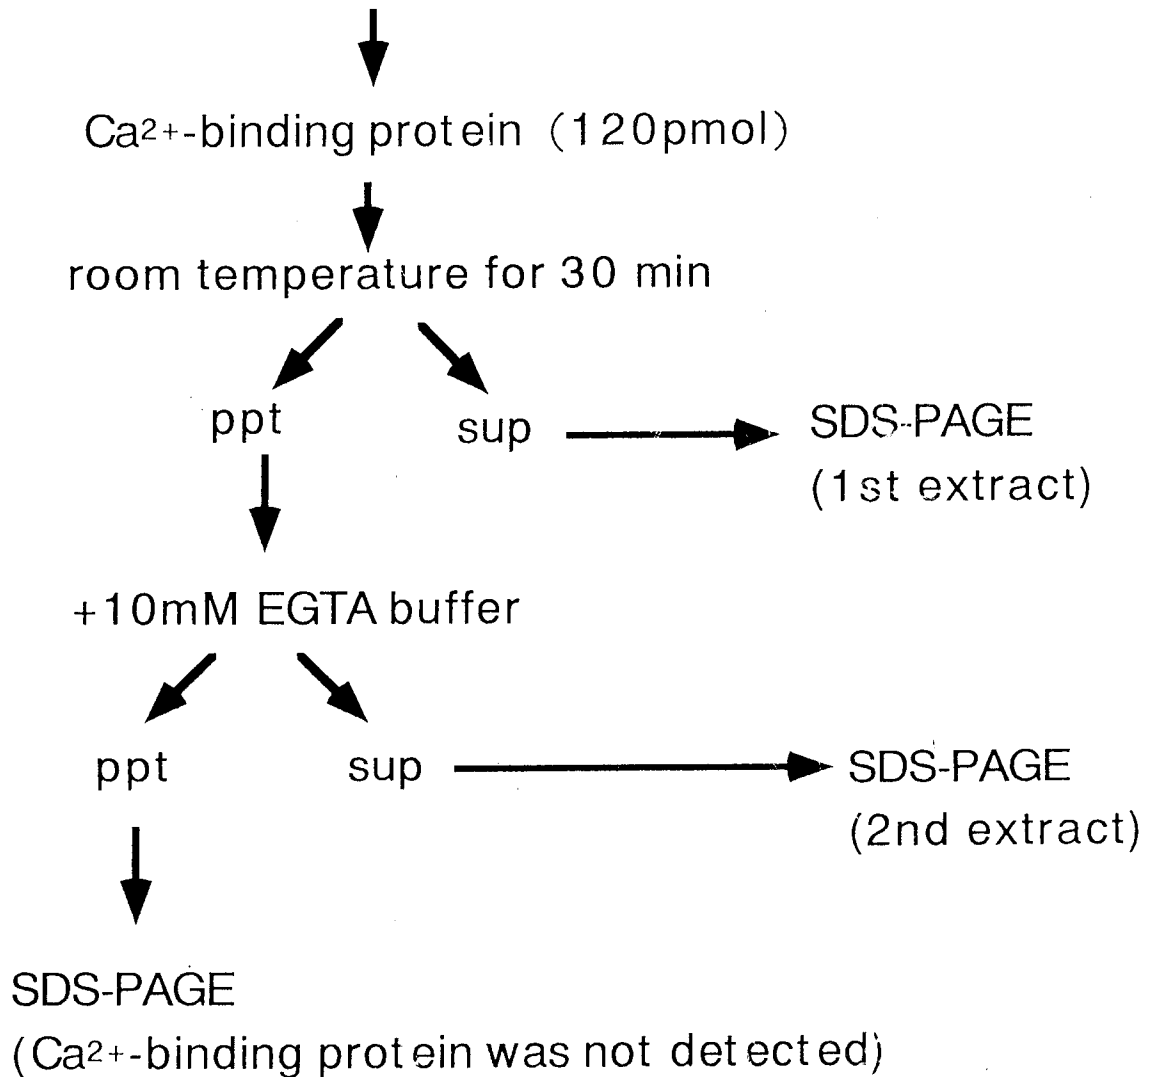 Ca2+-binding protein (120pmol)
room temperature for 30 min
ppt
sup
SDS-PAGE
(1st extract)
+10mM EGTA buffer
ppt
sup
SDS-PAGE
(2nd extract)
SDS-PAGE
(Ca2+-binding protein was not detected)